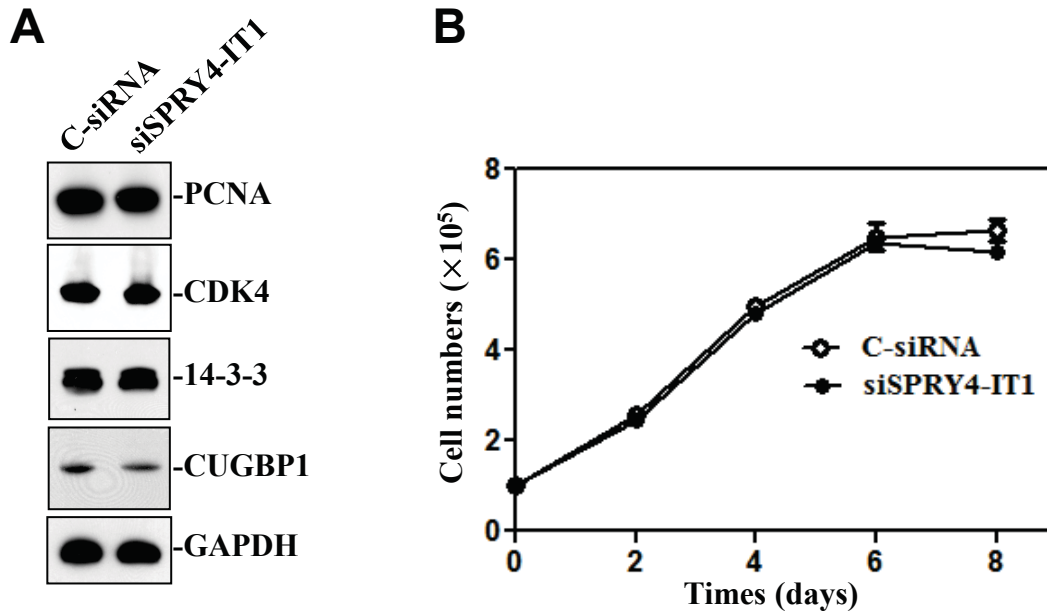 A
C-siRNA
siSPRY4-IT1
-PCNA
-CDK4
-14-3-3
-CUGBP1
-GAPDH
B
Cell numbers (×10⁵)
8
6
4
2
0
0 2 4 6 8
Times (days)
C-siRNA
siSPRY4-IT1